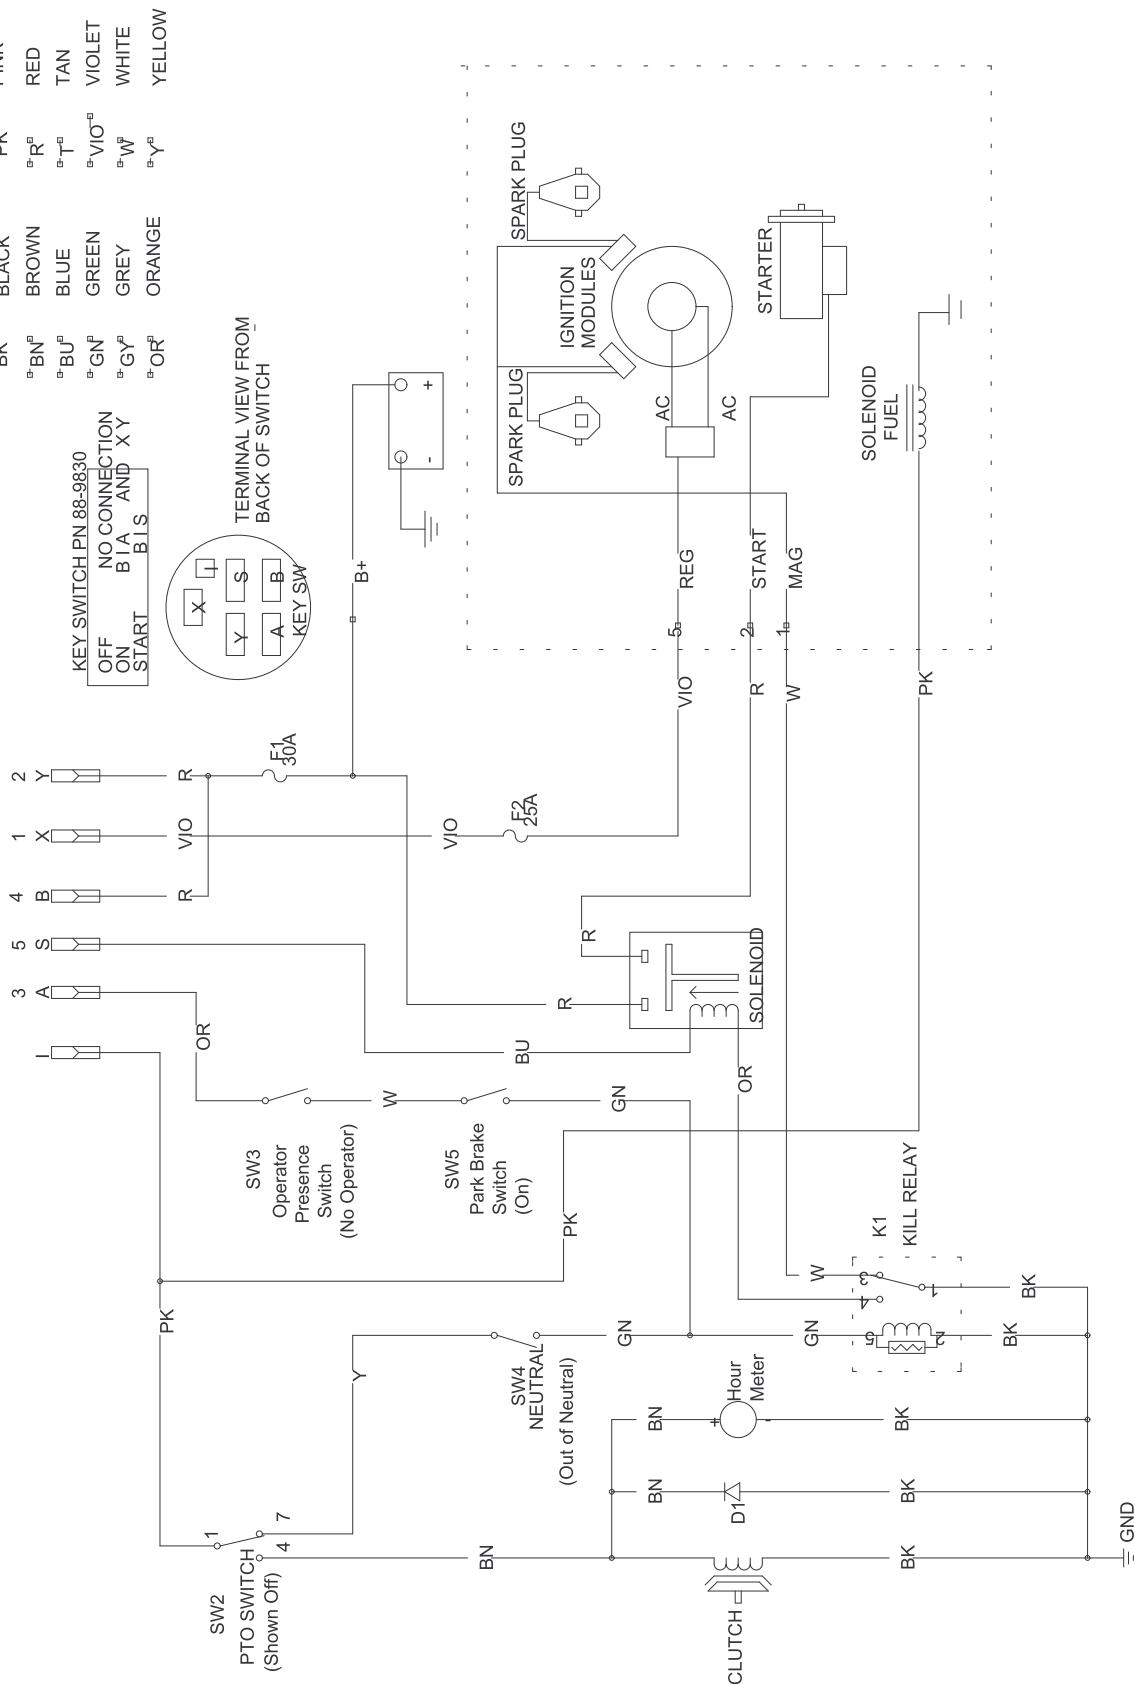 BK BLACK PK PINK
BN BROWN R RED
BU BLUE T TAN
GN GREEN VIO VIOLET
GY GREY W WHITE
OR ORANGE Y YELLOW
KEY SWITCH PN 88-9830
OFF NO CONNECTION
ON B I A AND X Y
START B I S
X
I
Y
S
A
B
KEY SW
TERMINAL VIEW FROM
BACK OF SWITCH
B+
-
+
I
3
A
5
S
4
B
1
X
2
Y
R
VIO
R
F1
30A
VIO
F2
25A
OR
BU
R
R
SOLENOID
OR
SW3
Operator
Presence
Switch
(No Operator)
W
SW5
Park Brake
Switch
(On)
GN
PK
PK
SW2
PTO SWITCH
(Shown Off)
1
4
7
Y
SW4
NEUTRAL
(Out of Neutral)
GN
GN
K1
KILL RELAY
W
3
4
1
5
2
BK
BK
BN
Hour
Meter
+
-
BK
BN
D1
BK
BN
CLUTCH
BK
GND
VIO
R
W
PK
5
2
1
REG
START
MAG
SPARK PLUG
SPARK PLUG
IGNITION
MODULES
AC
AC
STARTER
SOLENOID
FUEL